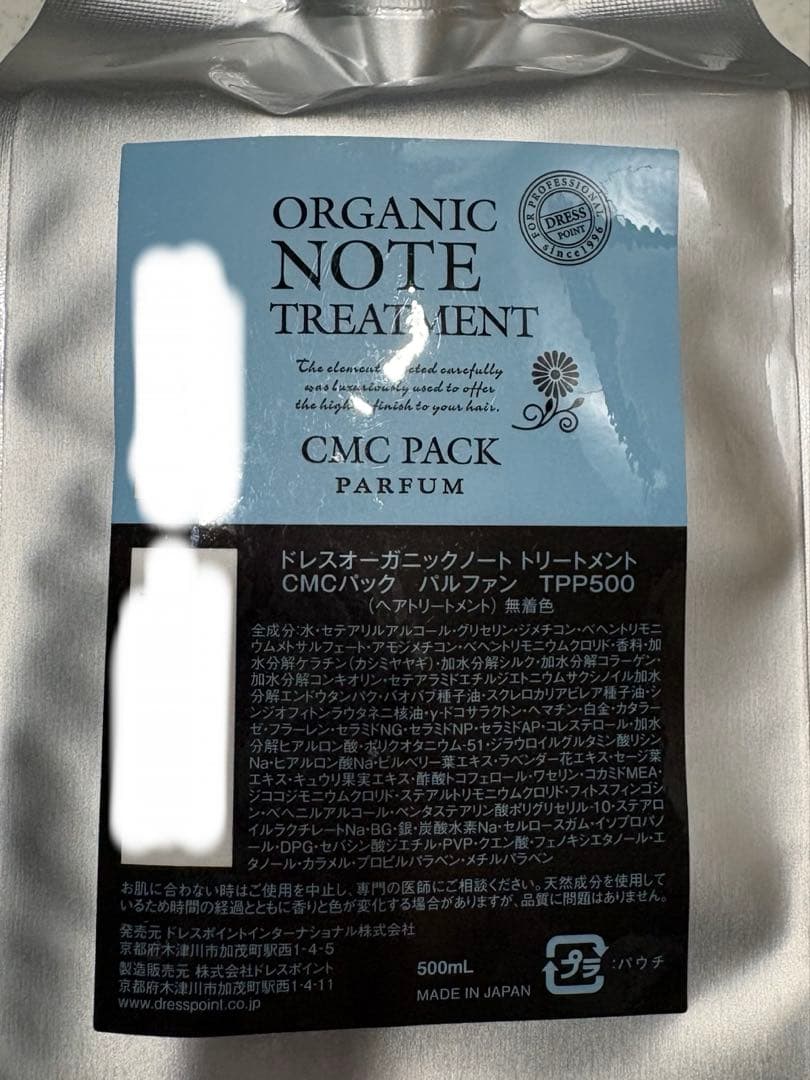 ORGANIC
NOTE
TREATMENT
FOR PROFESSIONAL
DRESS
POINT
since1996
The element cted carefully
was luxuriously used to offer
the high finish to your hair.
CMC PACK
PARFUM
ドレスオーガニックノート トリートメント
CMCパック パルファン TPP500
(ヘアトリートメント) 無着色
全成分:水・セテアリルアルコール・グリセリン・ジメチコン・ベヘントリモニ
ウムメトサルフェート・アモジメチコン・ベヘントリモニウムクロリド・香料・加
水分解ケラチン(カシミヤヤギ)・加水分解シルク・加水分解コラーゲン・
加水分解コンキオリン・セテアラミドエチルジエトニウムサクシノイル加水
分解エンドウタンパク・バオバブ種子油・スクレロカリアビレア種子油・シ
ンジオフィトンラウタネニ核油・γ-ドコサラクトン・ヘマチン・白金・カタラー
ゼ・フラーレン・セラミドNG・セラミドNP・セラミドAP・コレステロール・加水
分解ヒアルロン酸・ポリクオタニウム-51・ジラウロイルグルタミン酸リシン
Na・ヒアルロン酸Na・ビルベリー葉エキス・ラベンダー花エキス・セージ葉
エキス・キュウリ果実エキス・酢酸トコフェロール・ワセリン・コカミドMEA・
ジココジモニウムクロリド・ステアルトリモニウムクロリド・フィトスフィンゴシ
ン・ベヘニルアルコール・ペンタステアリン酸ポリグリセリル-10・ステアロ
イルラクチレートNa・BG・銀・炭酸水素Na・セルロースガム・イソプロパノ
ール・DPG・セバシン酸ジエチル・PVP・クエン酸・フェノキシエタノール・エ
タノール・カラメル・プロピルパラベン・メチルパラベン
お肌に合わない時はご使用を中止し、専門の医師にご相談ください。天然成分を使用して
いるため時間の経過とともに香りと色が変化する場合がありますが、品質に問題はありません。
発売元 ドレスポイントインターナショナル株式会社
京都府木津川市加茂町駅西1-4-5
製造販売元 株式会社ドレスポイント
京都府木津川市加茂町駅西1-4-11
www.dresspoint.co.jp
500mL
MADE IN JAPAN
プラ
:パウチ